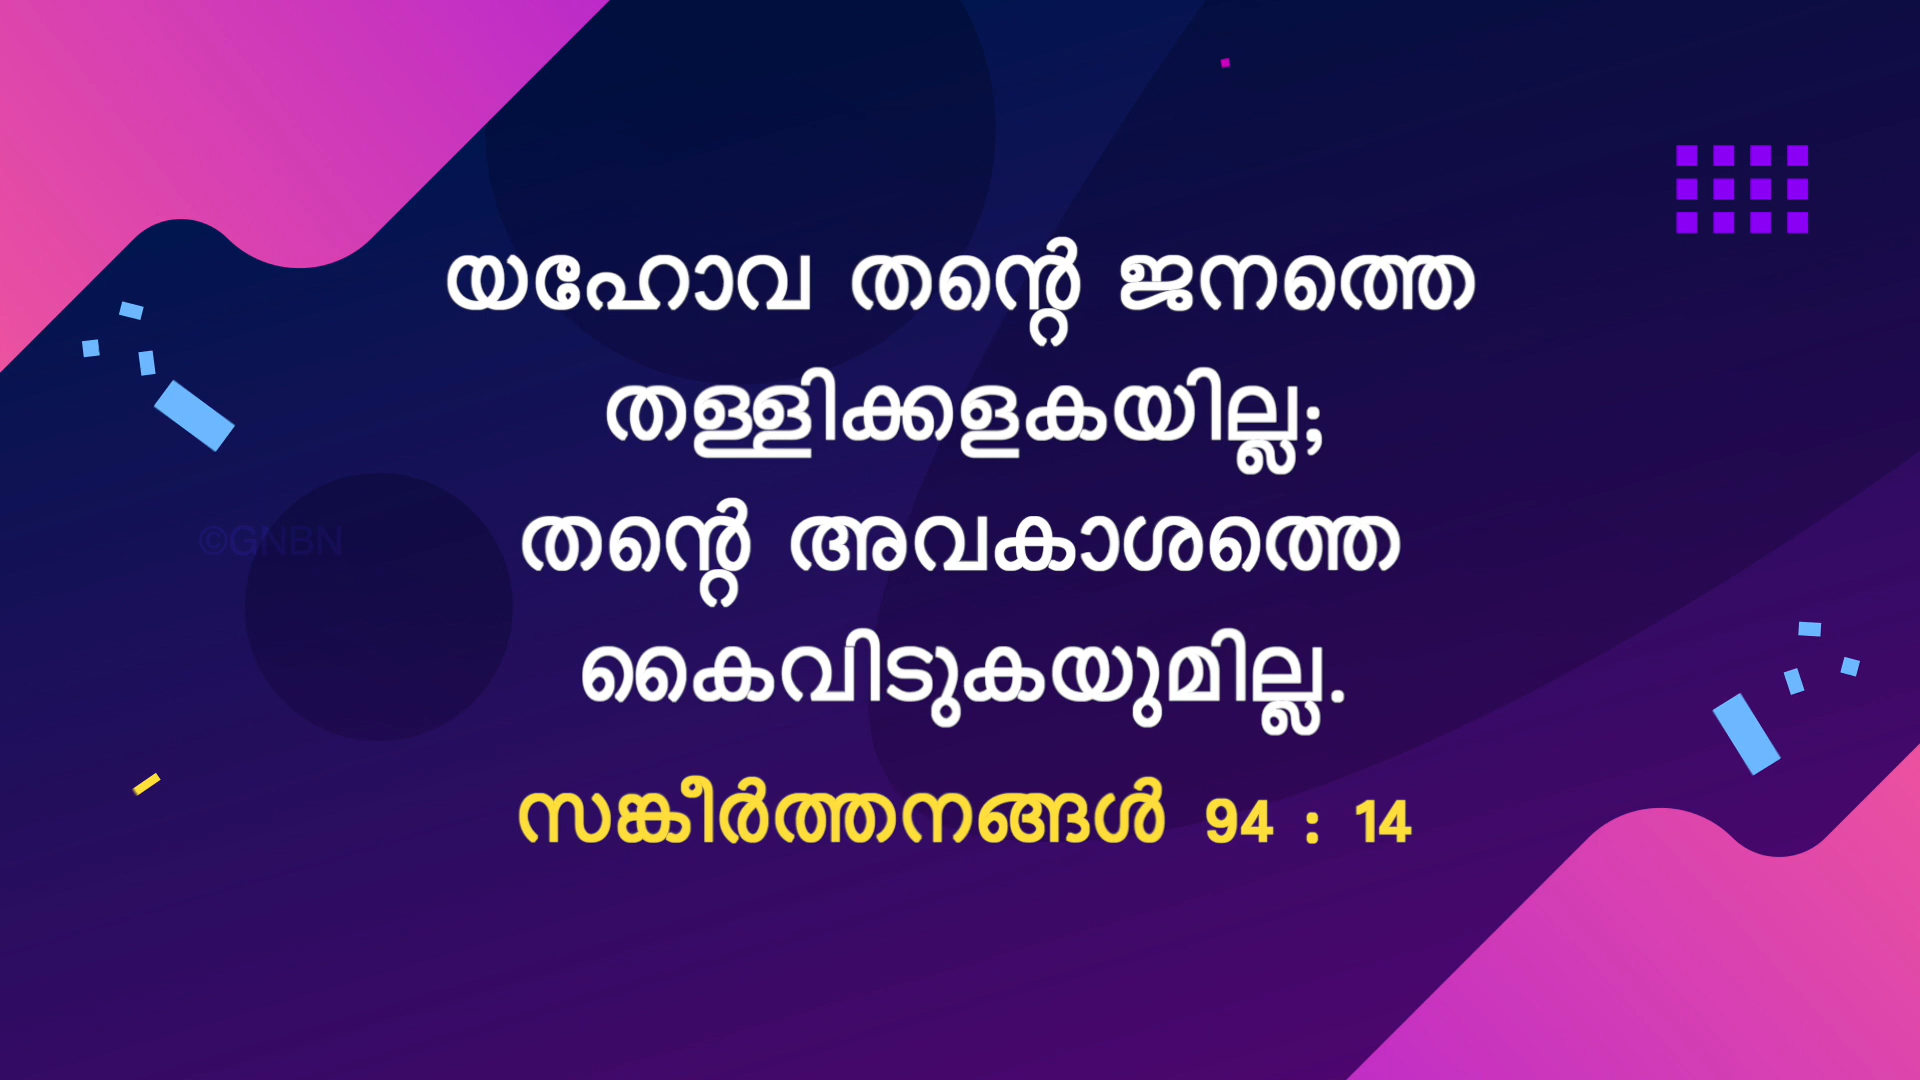 യഹോവ തന്റെ ജനത്തെ
തള്ളിക്കളകയില്ല;
തന്റെ അവകാശത്തെ
കൈവിടുകയുമില്ല.
സങ്കീർത്തനങ്ങൾ 94 : 14
©GNBN